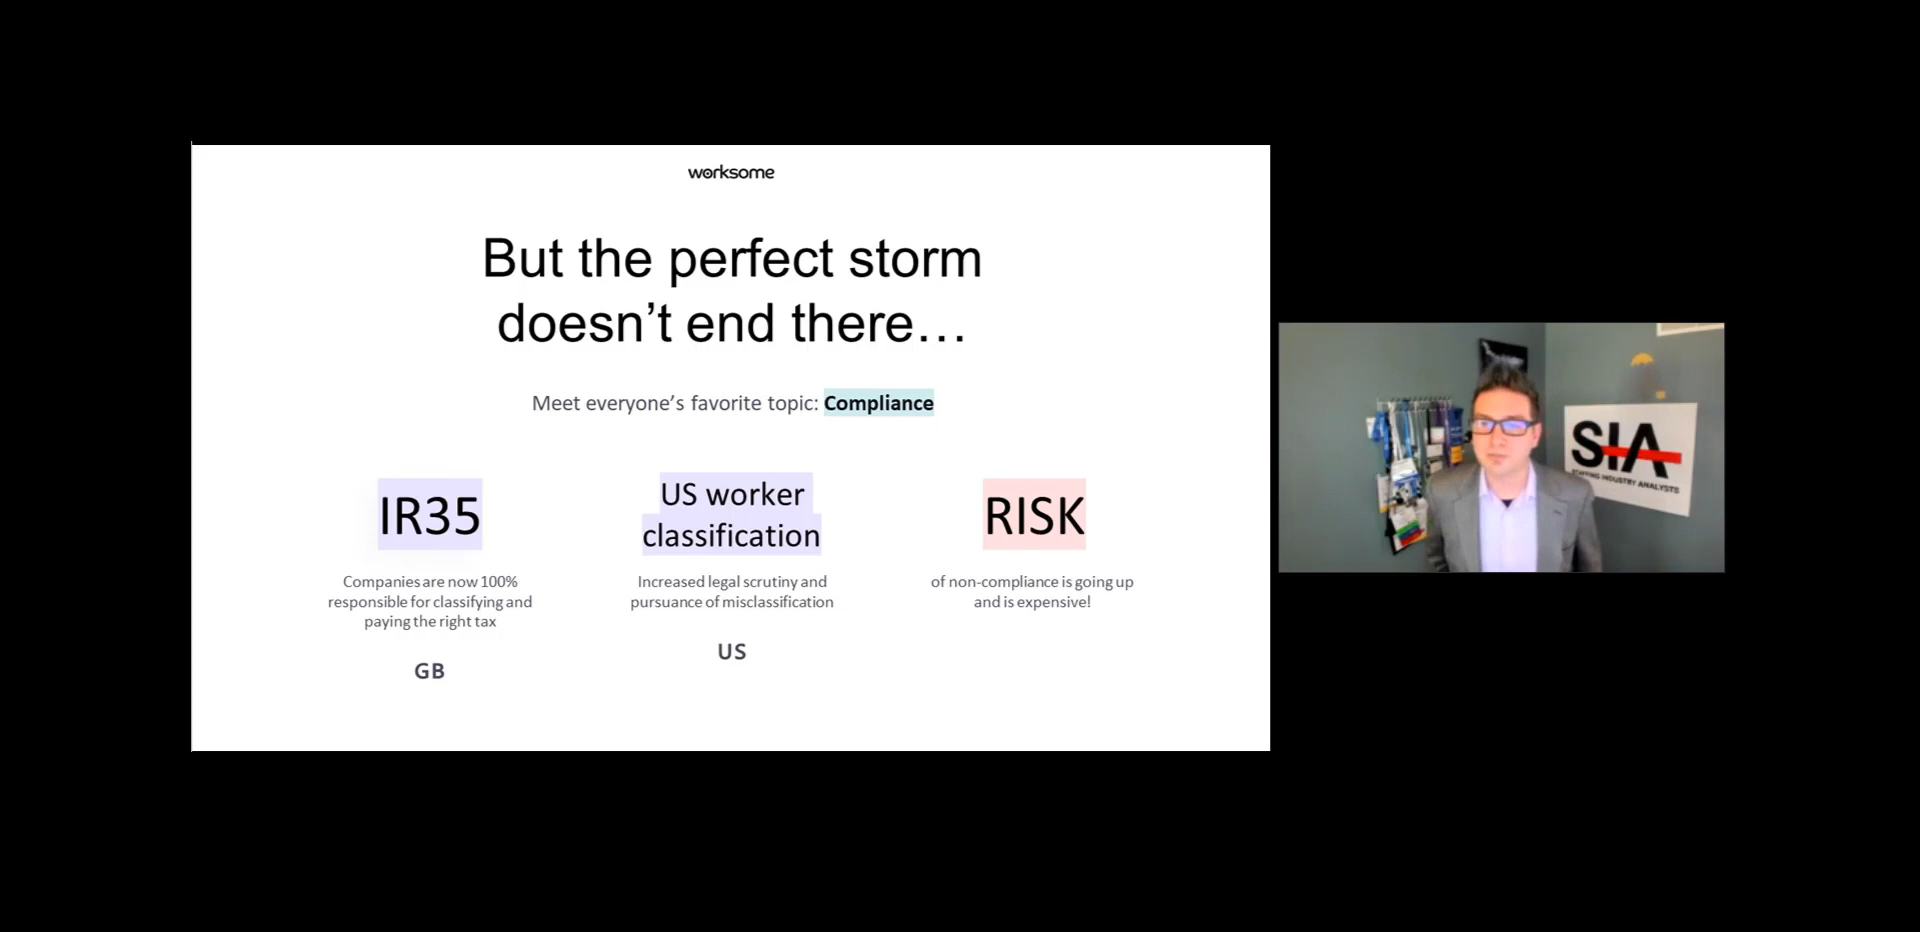 worksome
But the perfect storm
doesn’t end there…
Meet everyone’s favorite topic: Compliance
IR35
Companies are now 100%
responsible for classifying and
paying the right tax
GB
US worker
classification
Increased legal scrutiny and
pursuance of misclassification
US
RISK
of non-compliance is going up
and is expensive!
SIA
STAFFING INDUSTRY ANALYSTS